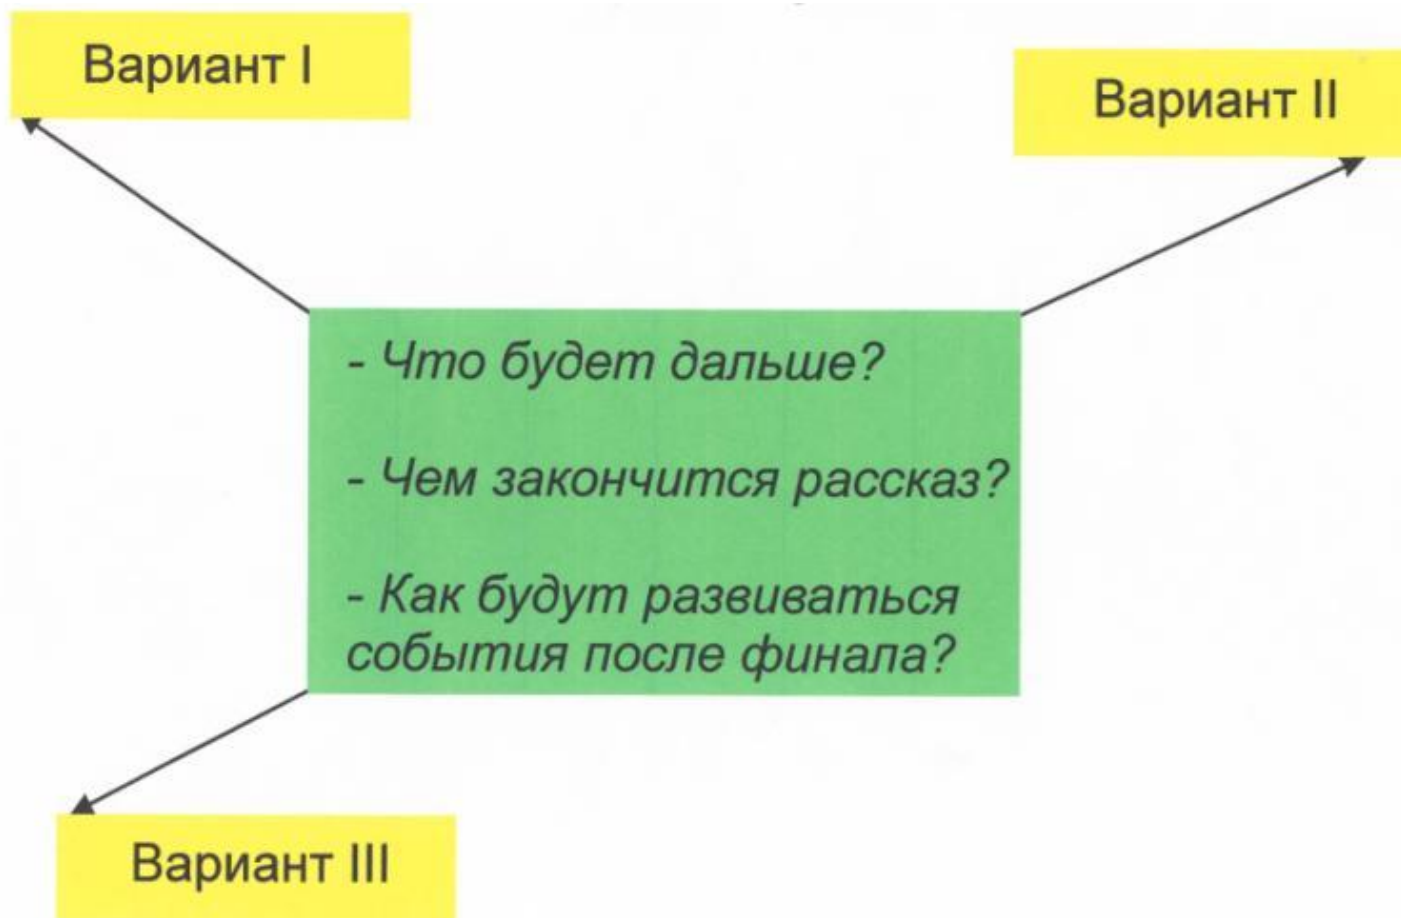 Вариант I
Вариант II
- Что будет дальше?
- Чем закончится рассказ?
- Как будут развиваться
события после финала?
Вариант III